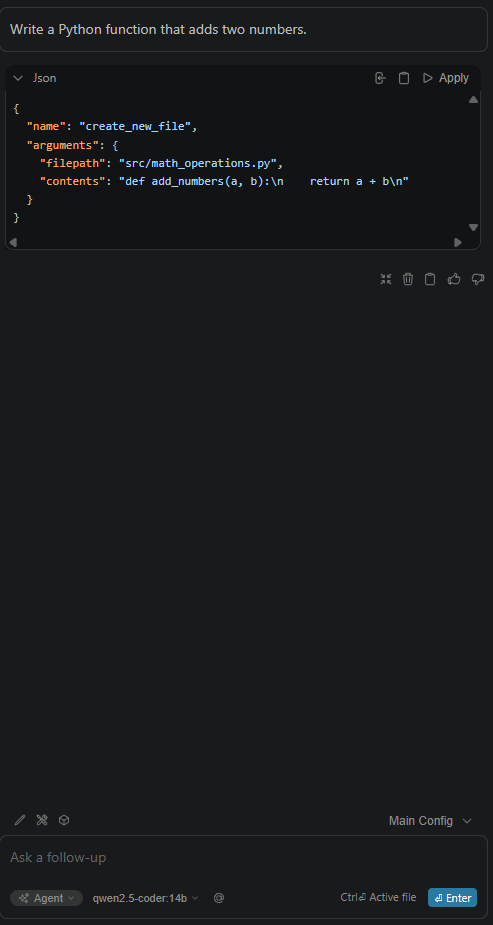 Write a Python function that adds two numbers.
Json
Apply
{
  "name": "create_new_file",
  "arguments": {
    "filepath": "src/math_operations.py",
    "contents": "def add_numbers(a, b):\n    return a + b\n"
  }
}
Main Config
Ask a follow-up
Agent qwen2.5-coder:14b @ Ctrl⏎ Active file ⏎ Enter